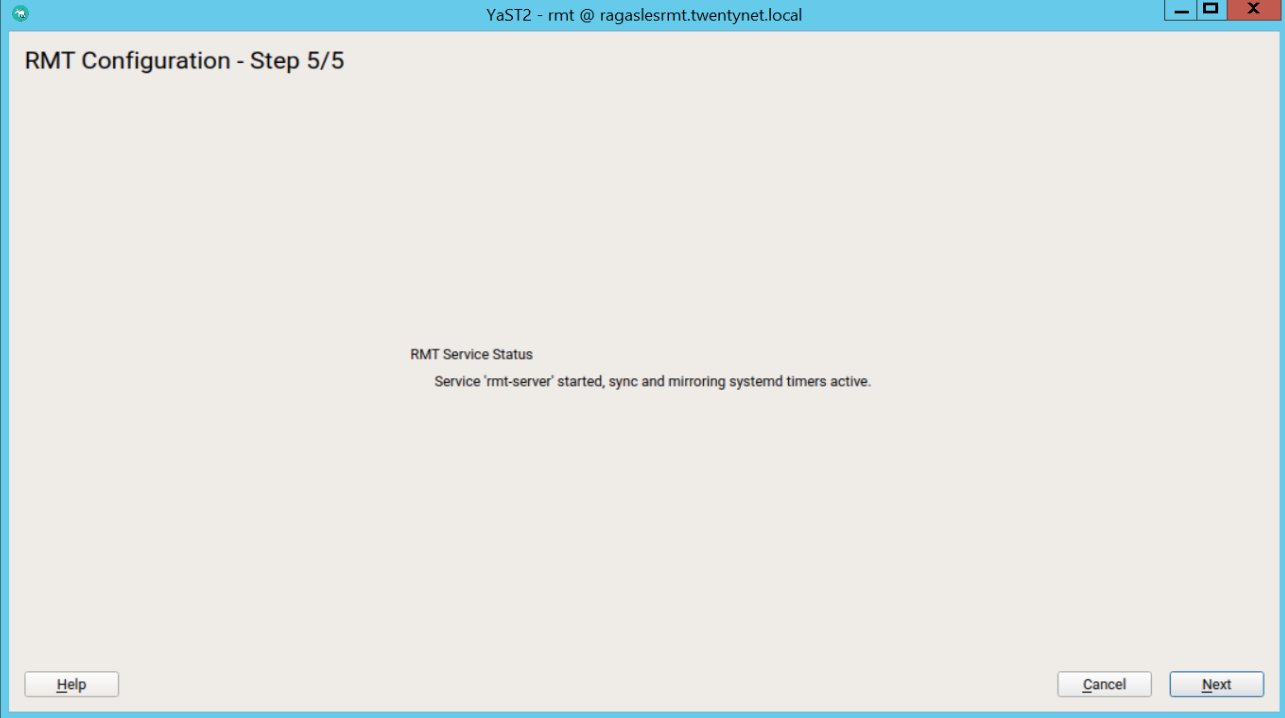 YaST2 - rmt @ ragaslesrmt.twentynet.local
RMT Configuration - Step 5/5
RMT Service Status
Service 'rmt-server' started, sync and mirroring systemd timers active.
Help
Cancel
Next